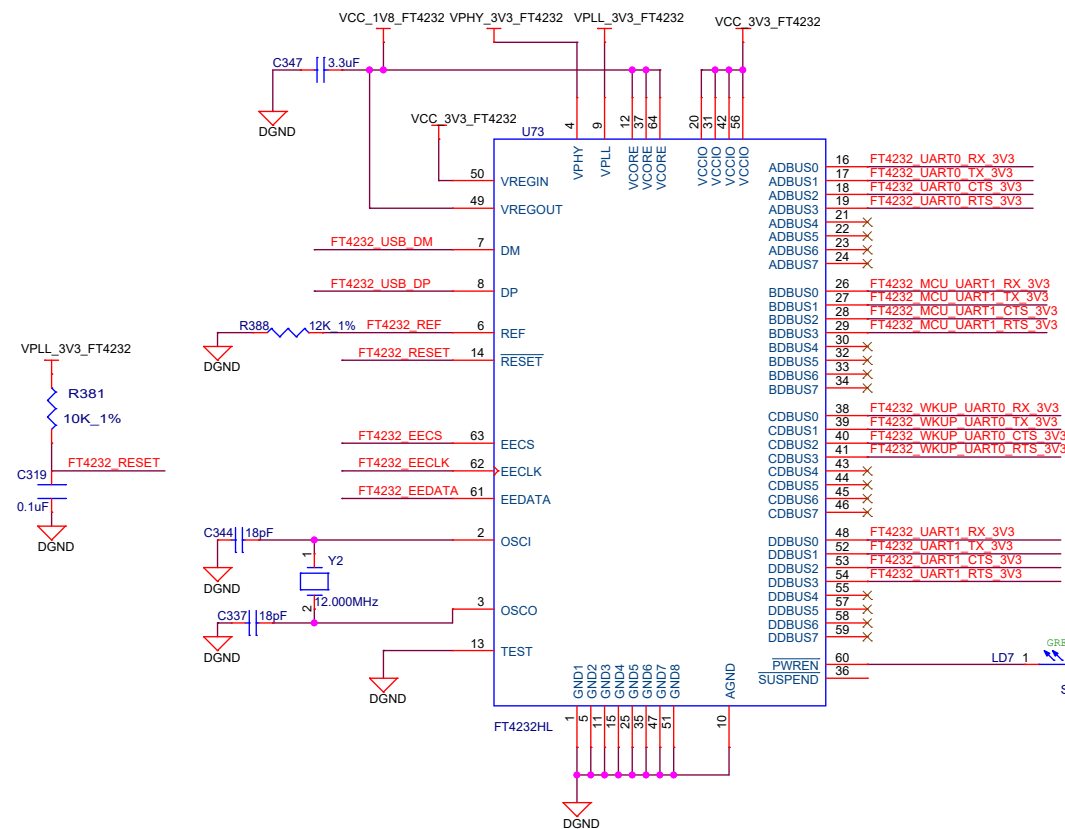 VCC_1V8_FT4232
VPHY_3V3_FT4232
VPLL_3V3_FT4232
VCC_3V3_FT4232
C347
3.3uF
DGND
VCC_3V3_FT4232
U73
4
9
12
37
64
20
31
42
56
VPHY
VPLL
VCORE
VCORE
VCORE
VCCIO
VCCIO
VCCIO
VCCIO
50
VREGIN
49
VREGOUT
FT4232_USB_DM
7
DM
FT4232_USB_DP
8
DP
R388
12K_1%
FT4232_REF
6
REF
DGND
FT4232_RESET
14
RESET
VPLL_3V3_FT4232
R381
10K_1%
FT4232_RESET
C319
0.1uF
DGND
FT4232_EECS
63
EECS
FT4232_EECLK
62
EECLK
FT4232_EEDATA
61
EEDATA
C344
18pF
2
OSCI
DGND
1
Y2
12.000MHz
2
3
OSCO
C337
18pF
DGND
13
TEST
DGND
ADBUS0
16
FT4232_UART0_RX_3V3
ADBUS1
17
FT4232_UART0_TX_3V3
ADBUS2
18
FT4232_UART0_CTS_3V3
ADBUS3
19
FT4232_UART0_RTS_3V3
ADBUS4
21
ADBUS5
22
ADBUS6
23
ADBUS7
24
BDBUS0
26
FT4232_MCU_UART1_RX_3V3
BDBUS1
27
FT4232_MCU_UART1_TX_3V3
BDBUS2
28
FT4232_MCU_UART1_CTS_3V3
BDBUS3
29
FT4232_MCU_UART1_RTS_3V3
BDBUS4
30
BDBUS5
32
BDBUS6
33
BDBUS7
34
CDBUS0
38
FT4232_WKUP_UART0_RX_3V3
CDBUS1
39
FT4232_WKUP_UART0_TX_3V3
CDBUS2
40
FT4232_WKUP_UART0_CTS_3V3
CDBUS3
41
FT4232_WKUP_UART0_RTS_3V3
CDBUS4
43
CDBUS5
44
CDBUS6
45
CDBUS7
46
DDBUS0
48
FT4232_UART1_RX_3V3
DDBUS1
52
FT4232_UART1_TX_3V3
DDBUS2
53
FT4232_UART1_CTS_3V3
DDBUS3
54
FT4232_UART1_RTS_3V3
DDBUS4
55
DDBUS5
57
DDBUS6
58
DDBUS7
59
PWREN
60
LD7
1
SUSPEND
36
GND1
GND2
GND3
GND4
GND5
GND6
GND7
GND8
AGND
FT4232HL
1
5
11
15
25
35
47
51
10
DGND